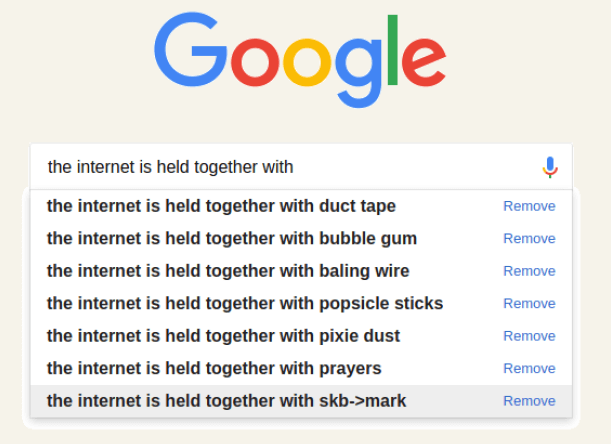 Google
the internet is held together with
the internet is held together with duct tape Remove
the internet is held together with bubble gum Remove
the internet is held together with baling wire Remove
the internet is held together with popsicle sticks Remove
the internet is held together with pixie dust Remove
the internet is held together with prayers Remove
the internet is held together with skb->mark Remove